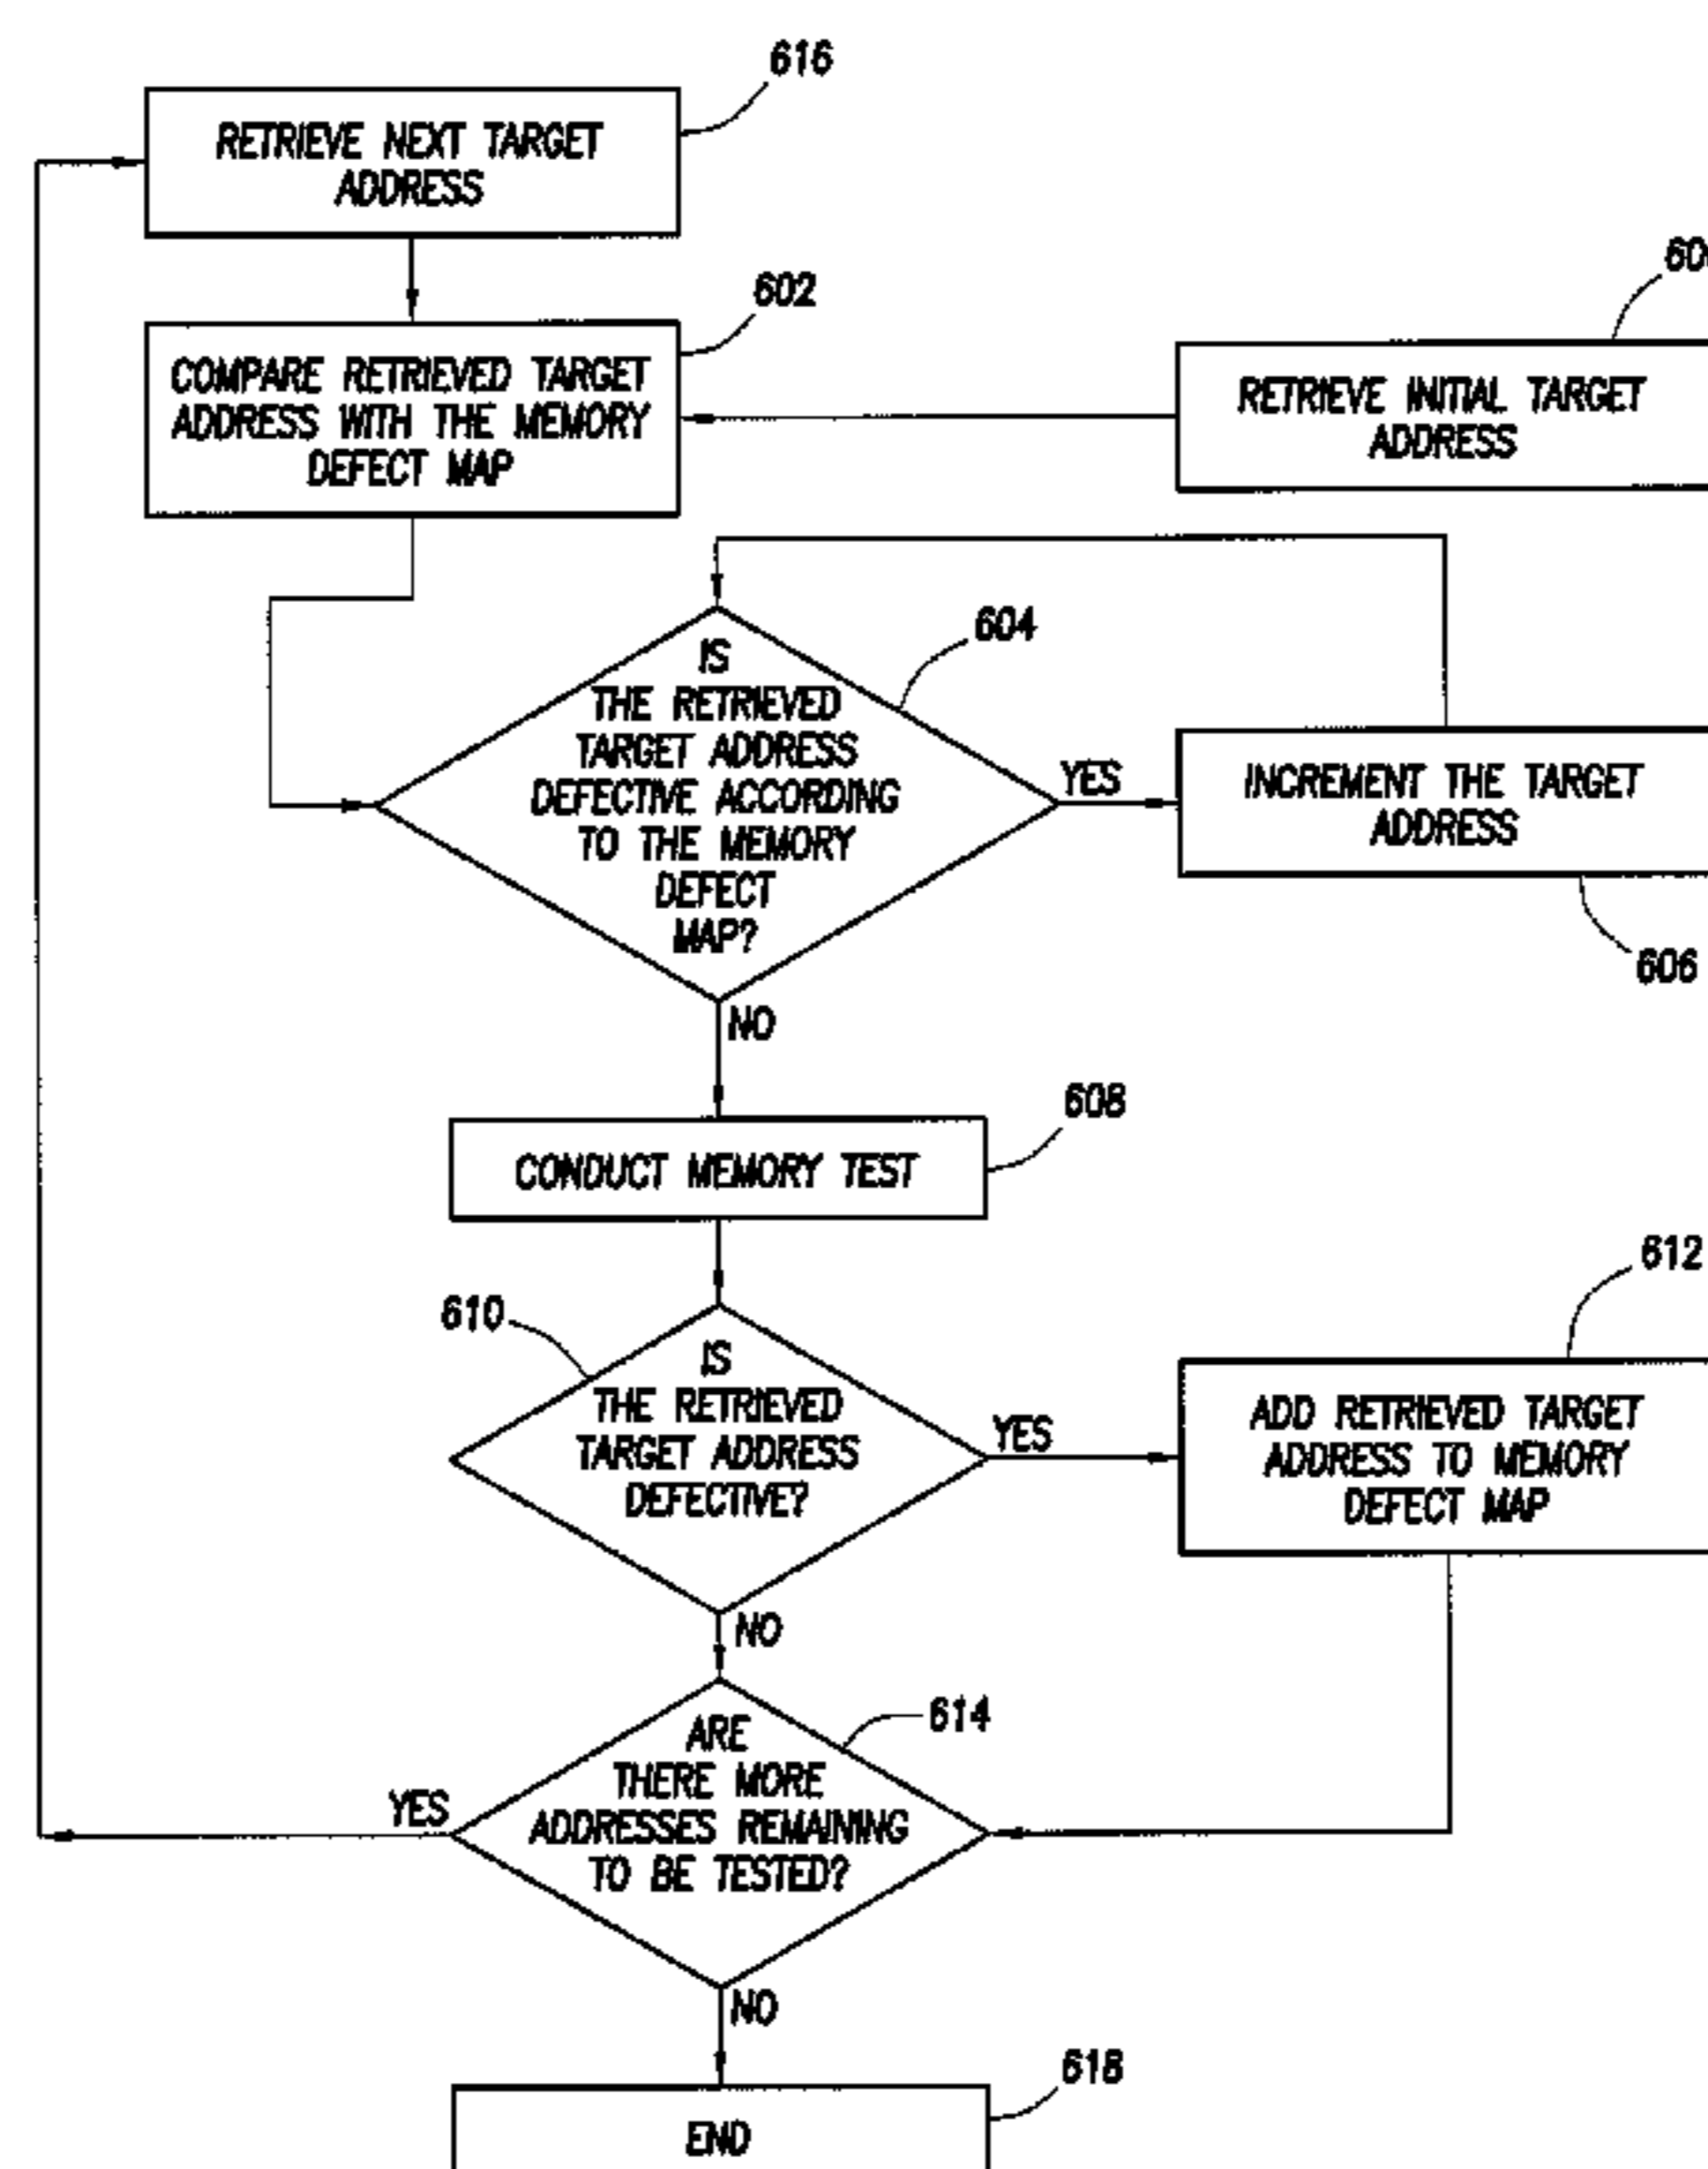 616
RETRIEVE NEXT TARGET
ADDRESS
602
COMPARE RETRIEVED TARGET
ADDRESS WITH THE MEMORY
DEFECT MAP
RETRIEVE INITIAL TARGET
ADDRESS
604
IS
THE RETRIEVED
TARGET ADDRESS
DEFECTIVE ACCORDING
TO THE MEMORY
DEFECT
MAP?
YES
INCREMENT THE TARGET
ADDRESS
606
NO
608
CONDUCT MEMORY TEST
610
IS
THE RETRIEVED
TARGET ADDRESS
DEFECTIVE?
YES
612
ADD RETRIEVED TARGET
ADDRESS TO MEMORY
DEFECT MAP
NO
614
ARE
THERE MORE
ADDRESSES REMAINING
TO BE TESTED?
YES
NO
618
END